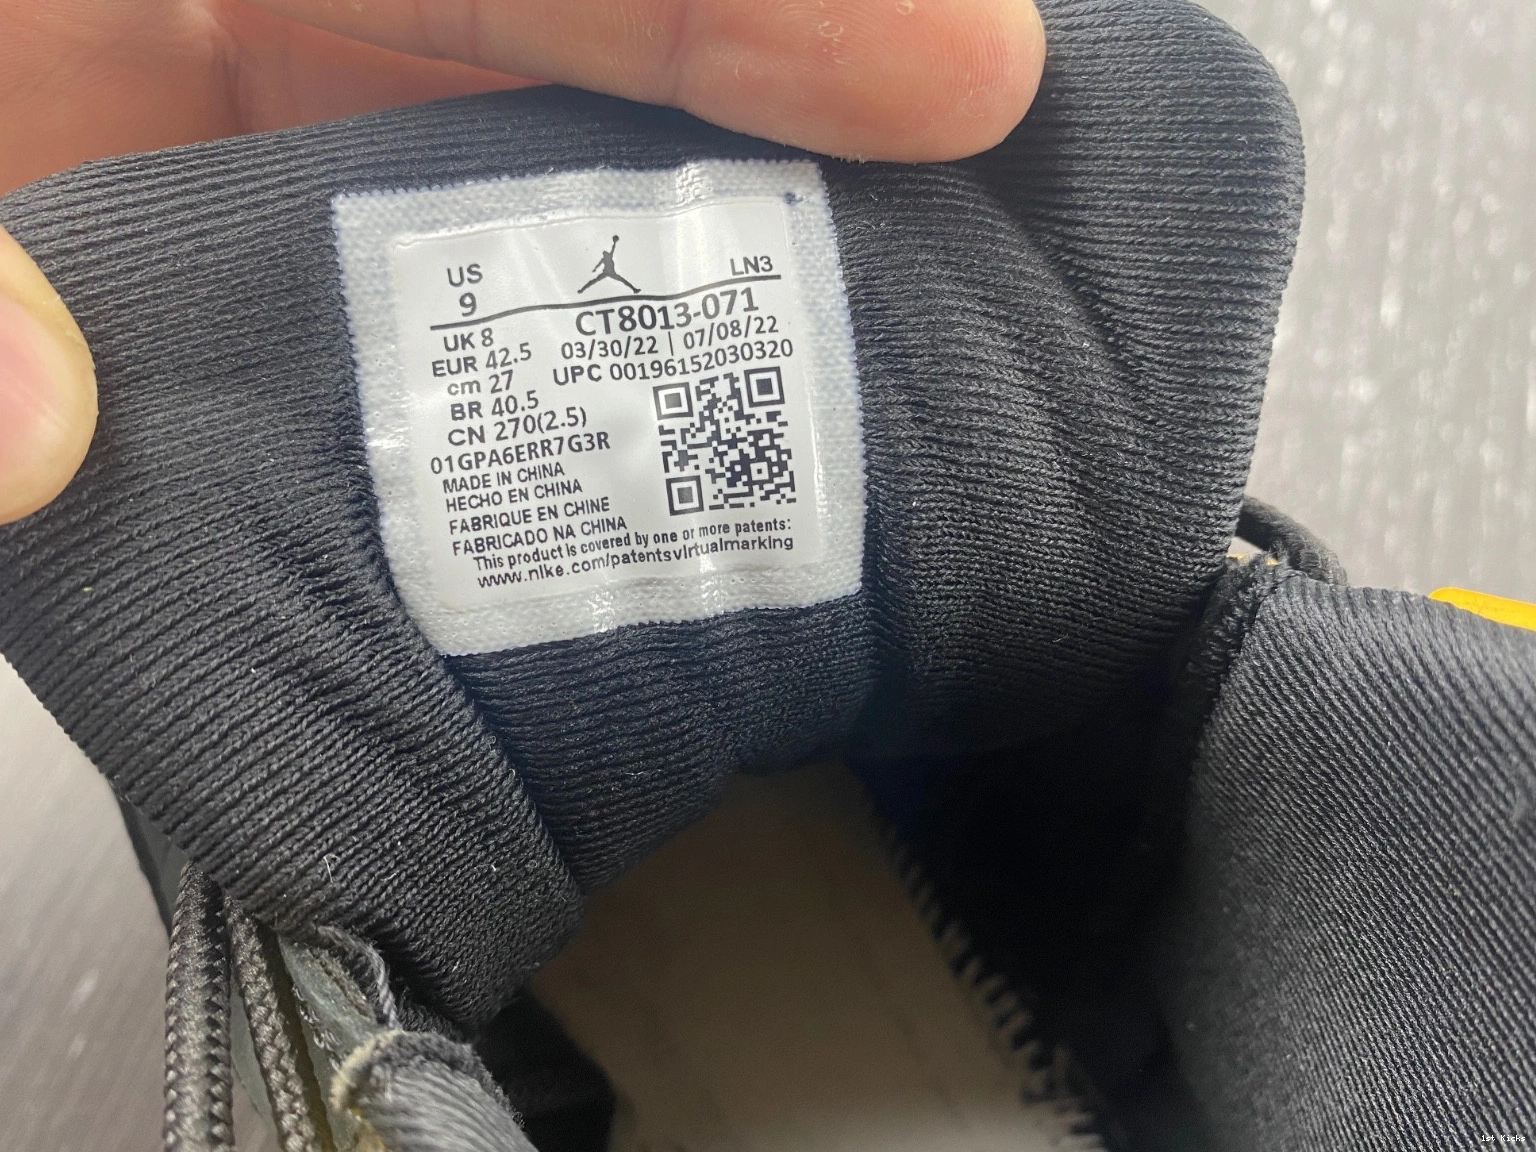 US
9
LN3
UK 8
CT8013-071
EUR 42.5
03/30/22 | 07/08/22
cm 27
UPC 00196152030320
BR 40.5
CN 270(2.5)
01GPA6ERR7G3R
MADE IN CHINA
HECHO EN CHINA
FABRIQUE EN CHINE
FABRICADO NA CHINA
This product is covered by one or more patents:
www.nike.com/patentsvirtualmarking
1st Kicks